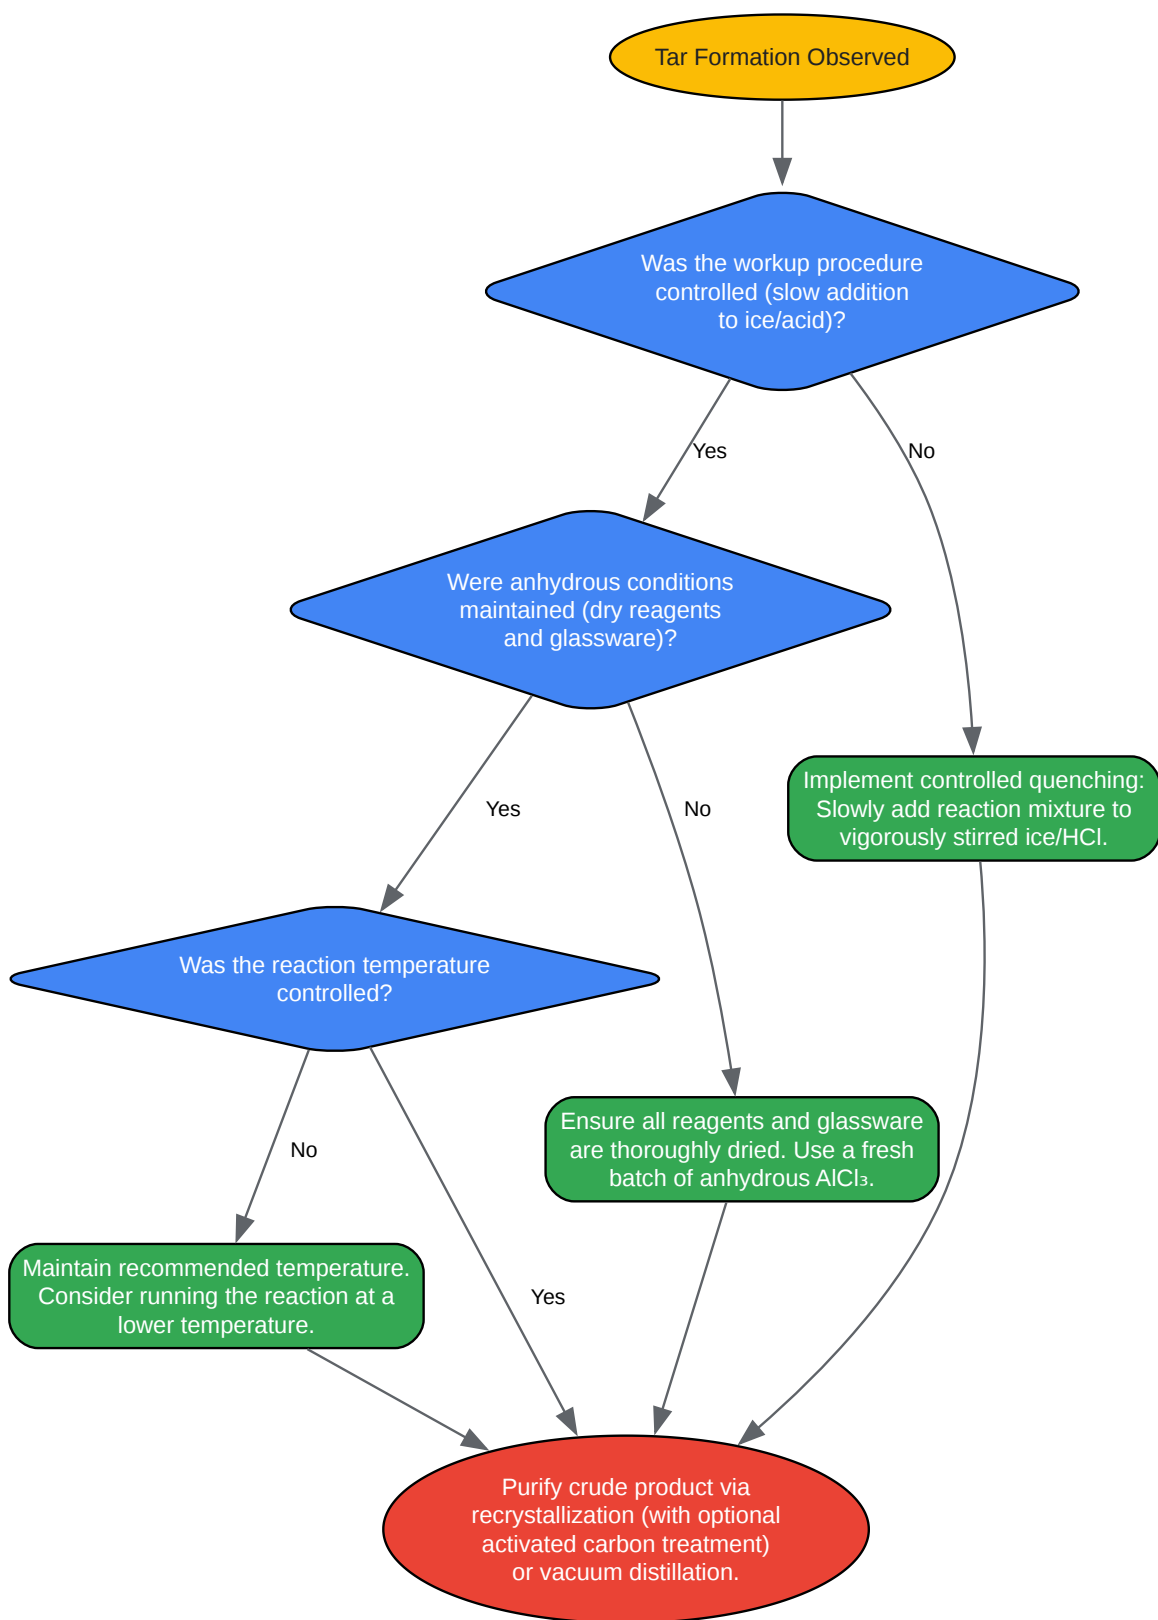 Tar Formation Observed
Was the workup procedure
controlled (slow addition
to ice/acid)?
Yes
No
Were anhydrous conditions
maintained (dry reagents
and glassware)?
Yes
No
Implement controlled quenching:
Slowly add reaction mixture to
vigorously stirred ice/HCl.
Was the reaction temperature
controlled?
No
Yes
Ensure all reagents and glassware
are thoroughly dried. Use a fresh
batch of anhydrous AlCl₃.
Maintain recommended temperature.
Consider running the reaction at a
lower temperature.
Purify crude product via
recrystallization (with optional
activated carbon treatment)
or vacuum distillation.